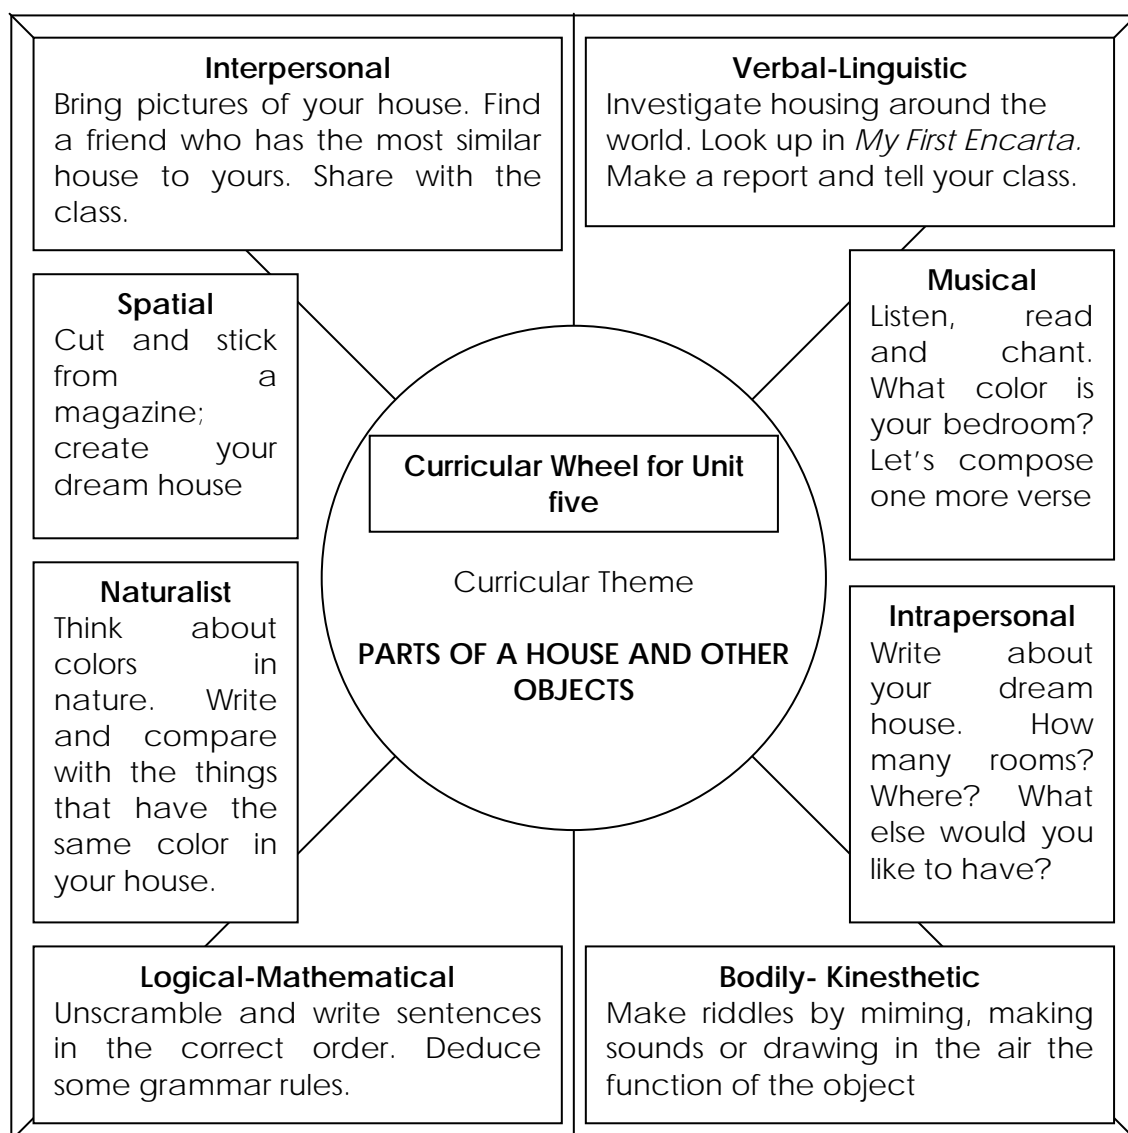 Interpersonal
Bring pictures of your house. Find
a friend who has the most similar
house to yours. Share with the
class.
Verbal-Linguistic
Investigate housing around the
world. Look up in My First Encarta.
Make a report and tell your class.
Spatial
Cut and stick
from a
magazine;
create your
dream house
Musical
Listen, read
and chant.
What color is
your bedroom?
Let's compose
one more verse
Curricular Wheel for Unit
five
Curricular Theme
PARTS OF A HOUSE AND OTHER
OBJECTS
Naturalist
Think about
colors in
nature. Write
and compare
with the things
that have the
same color in
your house.
Intrapersonal
Write about
your dream
house. How
many rooms?
Where? What
else would you
like to have?
Logical-Mathematical
Unscramble and write sentences
in the correct order. Deduce
some grammar rules.
Bodily- Kinesthetic
Make riddles by miming, making
sounds or drawing in the air the
function of the object